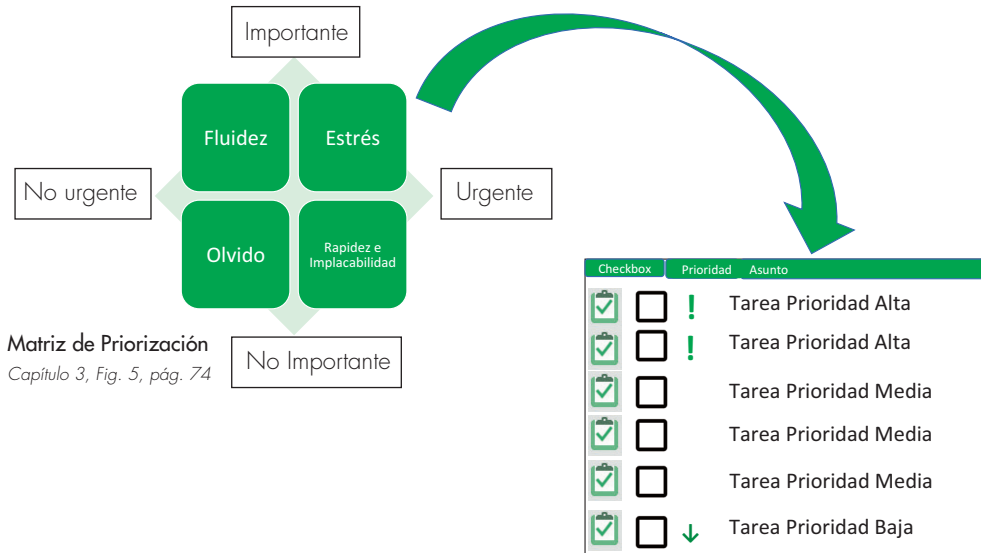 Importante
Fluidez
Estrés
No urgente
Urgente
Olvido
Rapidez e
Implacabilidad
Matriz de Priorización
Capítulo 3, Fig. 5, pág. 74
No Importante
Checkbox Prioridad Asunto
! Tarea Prioridad Alta
! Tarea Prioridad Alta
Tarea Prioridad Media
Tarea Prioridad Media
Tarea Prioridad Media
↓ Tarea Prioridad Baja